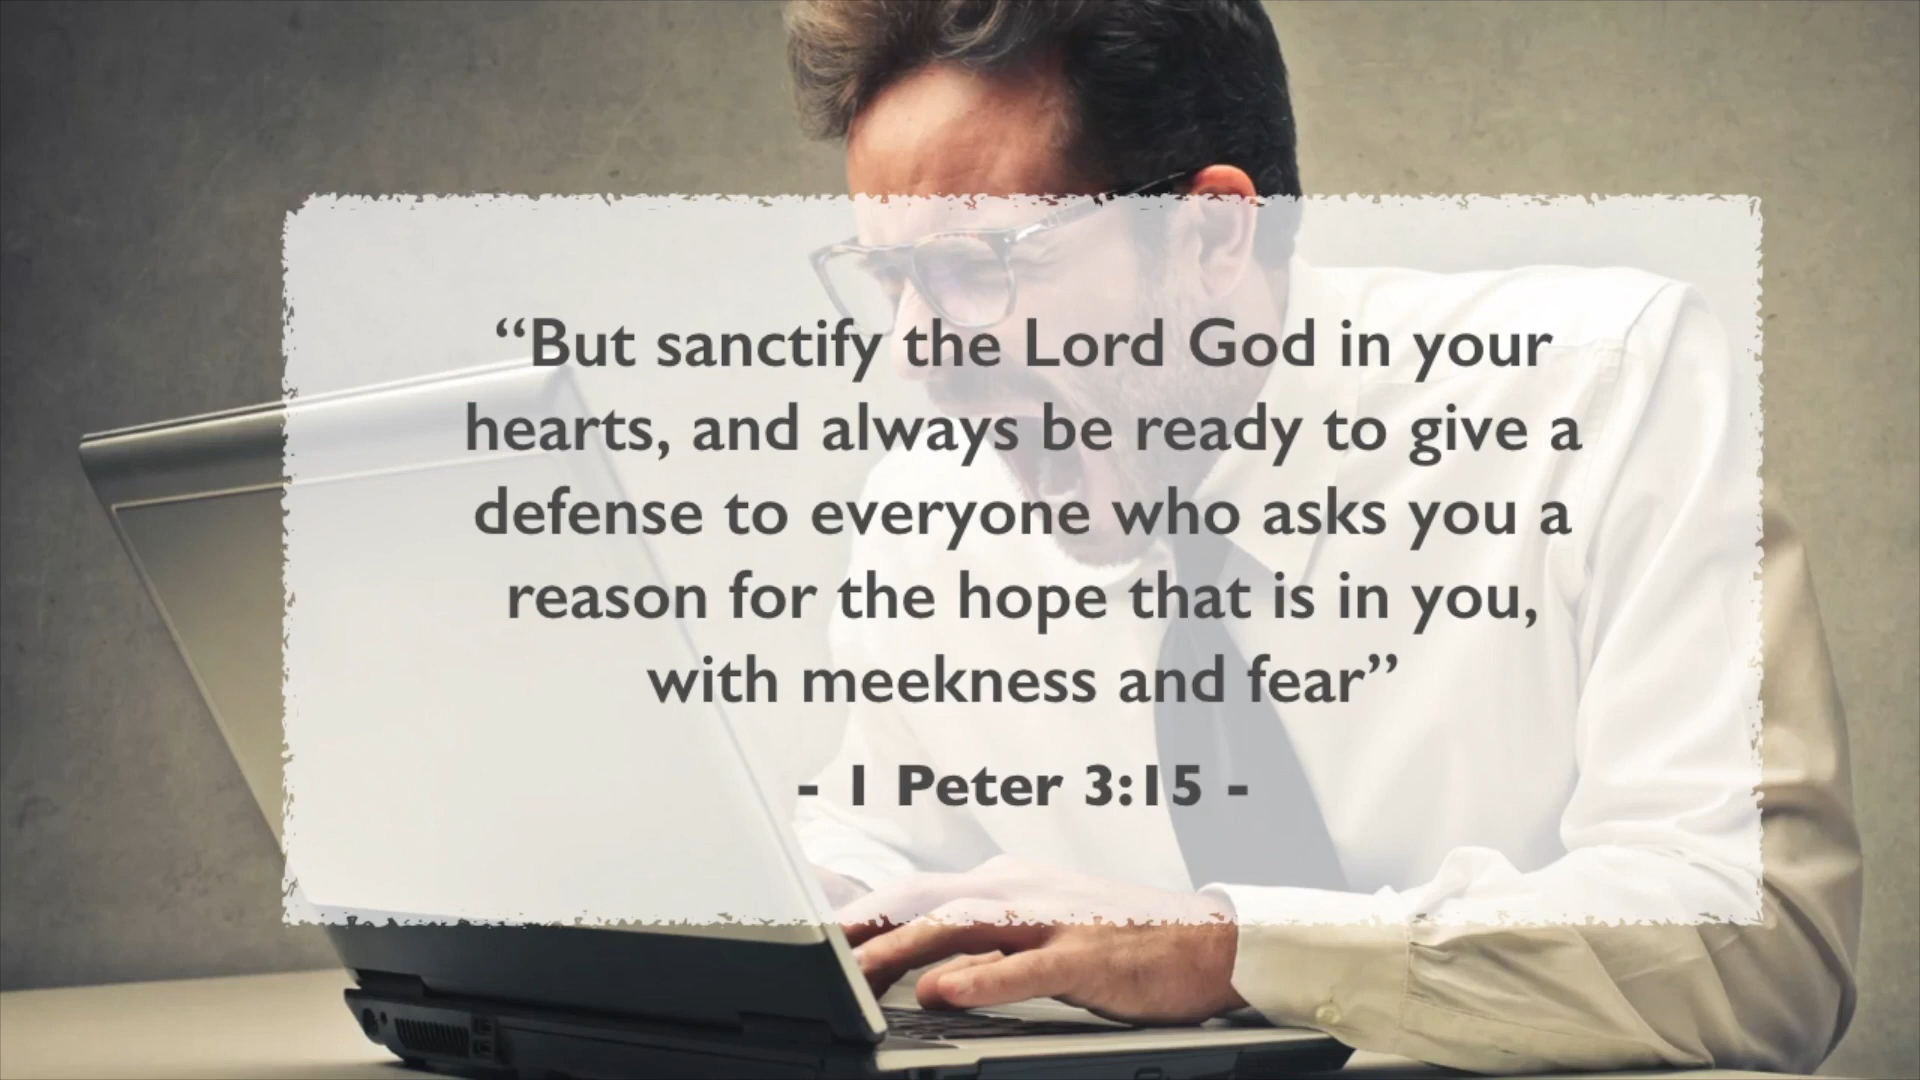 “But sanctify the Lord God in your
hearts, and always be ready to give a
defense to everyone who asks you a
reason for the hope that is in you,
with meekness and fear”
- 1 Peter 3:15 -